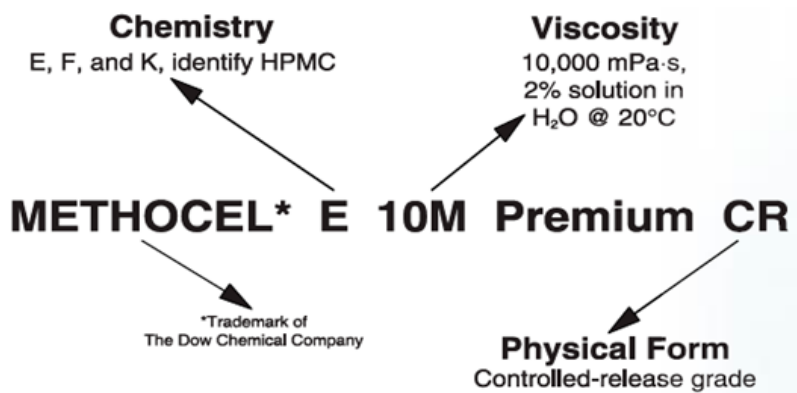 Chemistry
E, F, and K, identify HPMC
Viscosity
10,000 mPa·s,
2% solution in
H₂O @ 20°C
METHOCEL* E 10M Premium CR
*Trademark of
The Dow Chemical Company
Physical Form
Controlled-release grade